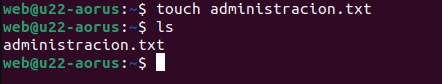 web@u22-aorus:~$ touch administracion.txt
web@u22-aorus:~$ ls
administracion.txt
web@u22-aorus:~$